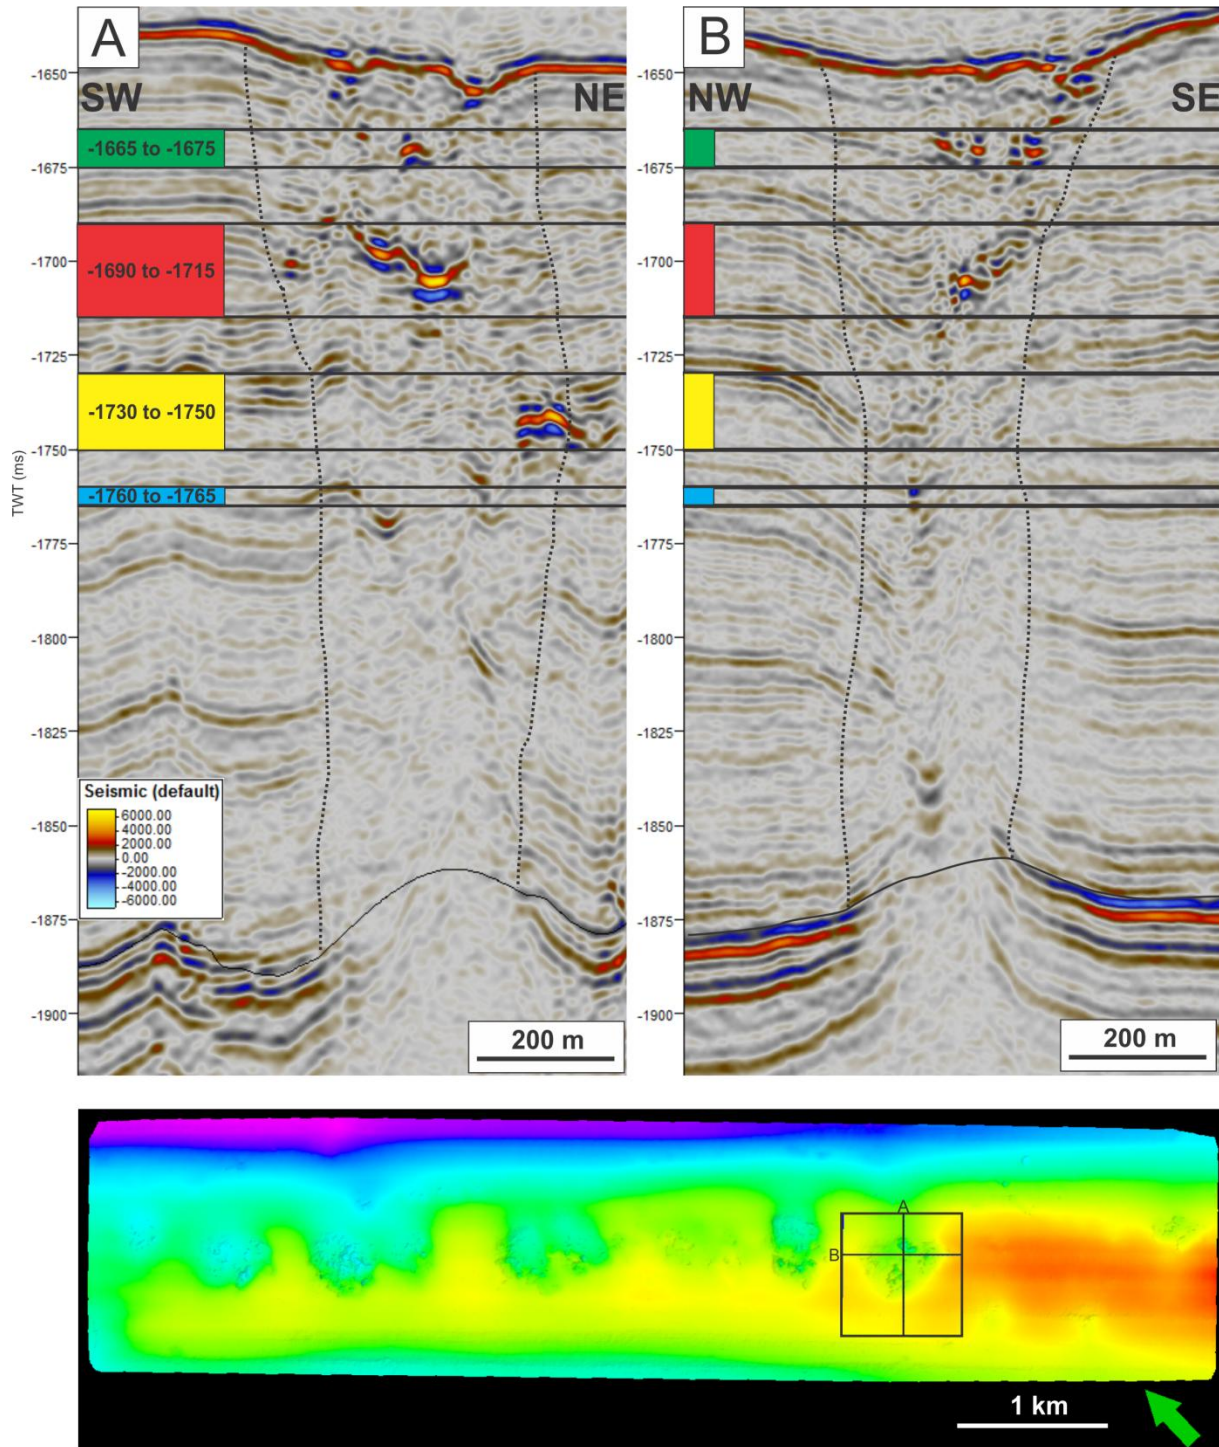 A
B
SW
NE
NW
SE
-1665 to -1675
-1690 to -1715
-1730 to -1750
-1760 to -1765
TWT (ms)
-1650
-1675
-1700
-1725
-1750
-1775
-1800
-1825
-1850
-1875
-1900
-1650
-1675
-1700
-1725
-1750
-1775
-1800
-1825
-1850
-1875
-1900
Seismic (default)
6000.00
4000.00
2000.00
0.00
-2000.00
-4000.00
-6000.00
200 m
200 m
A
B
1 km